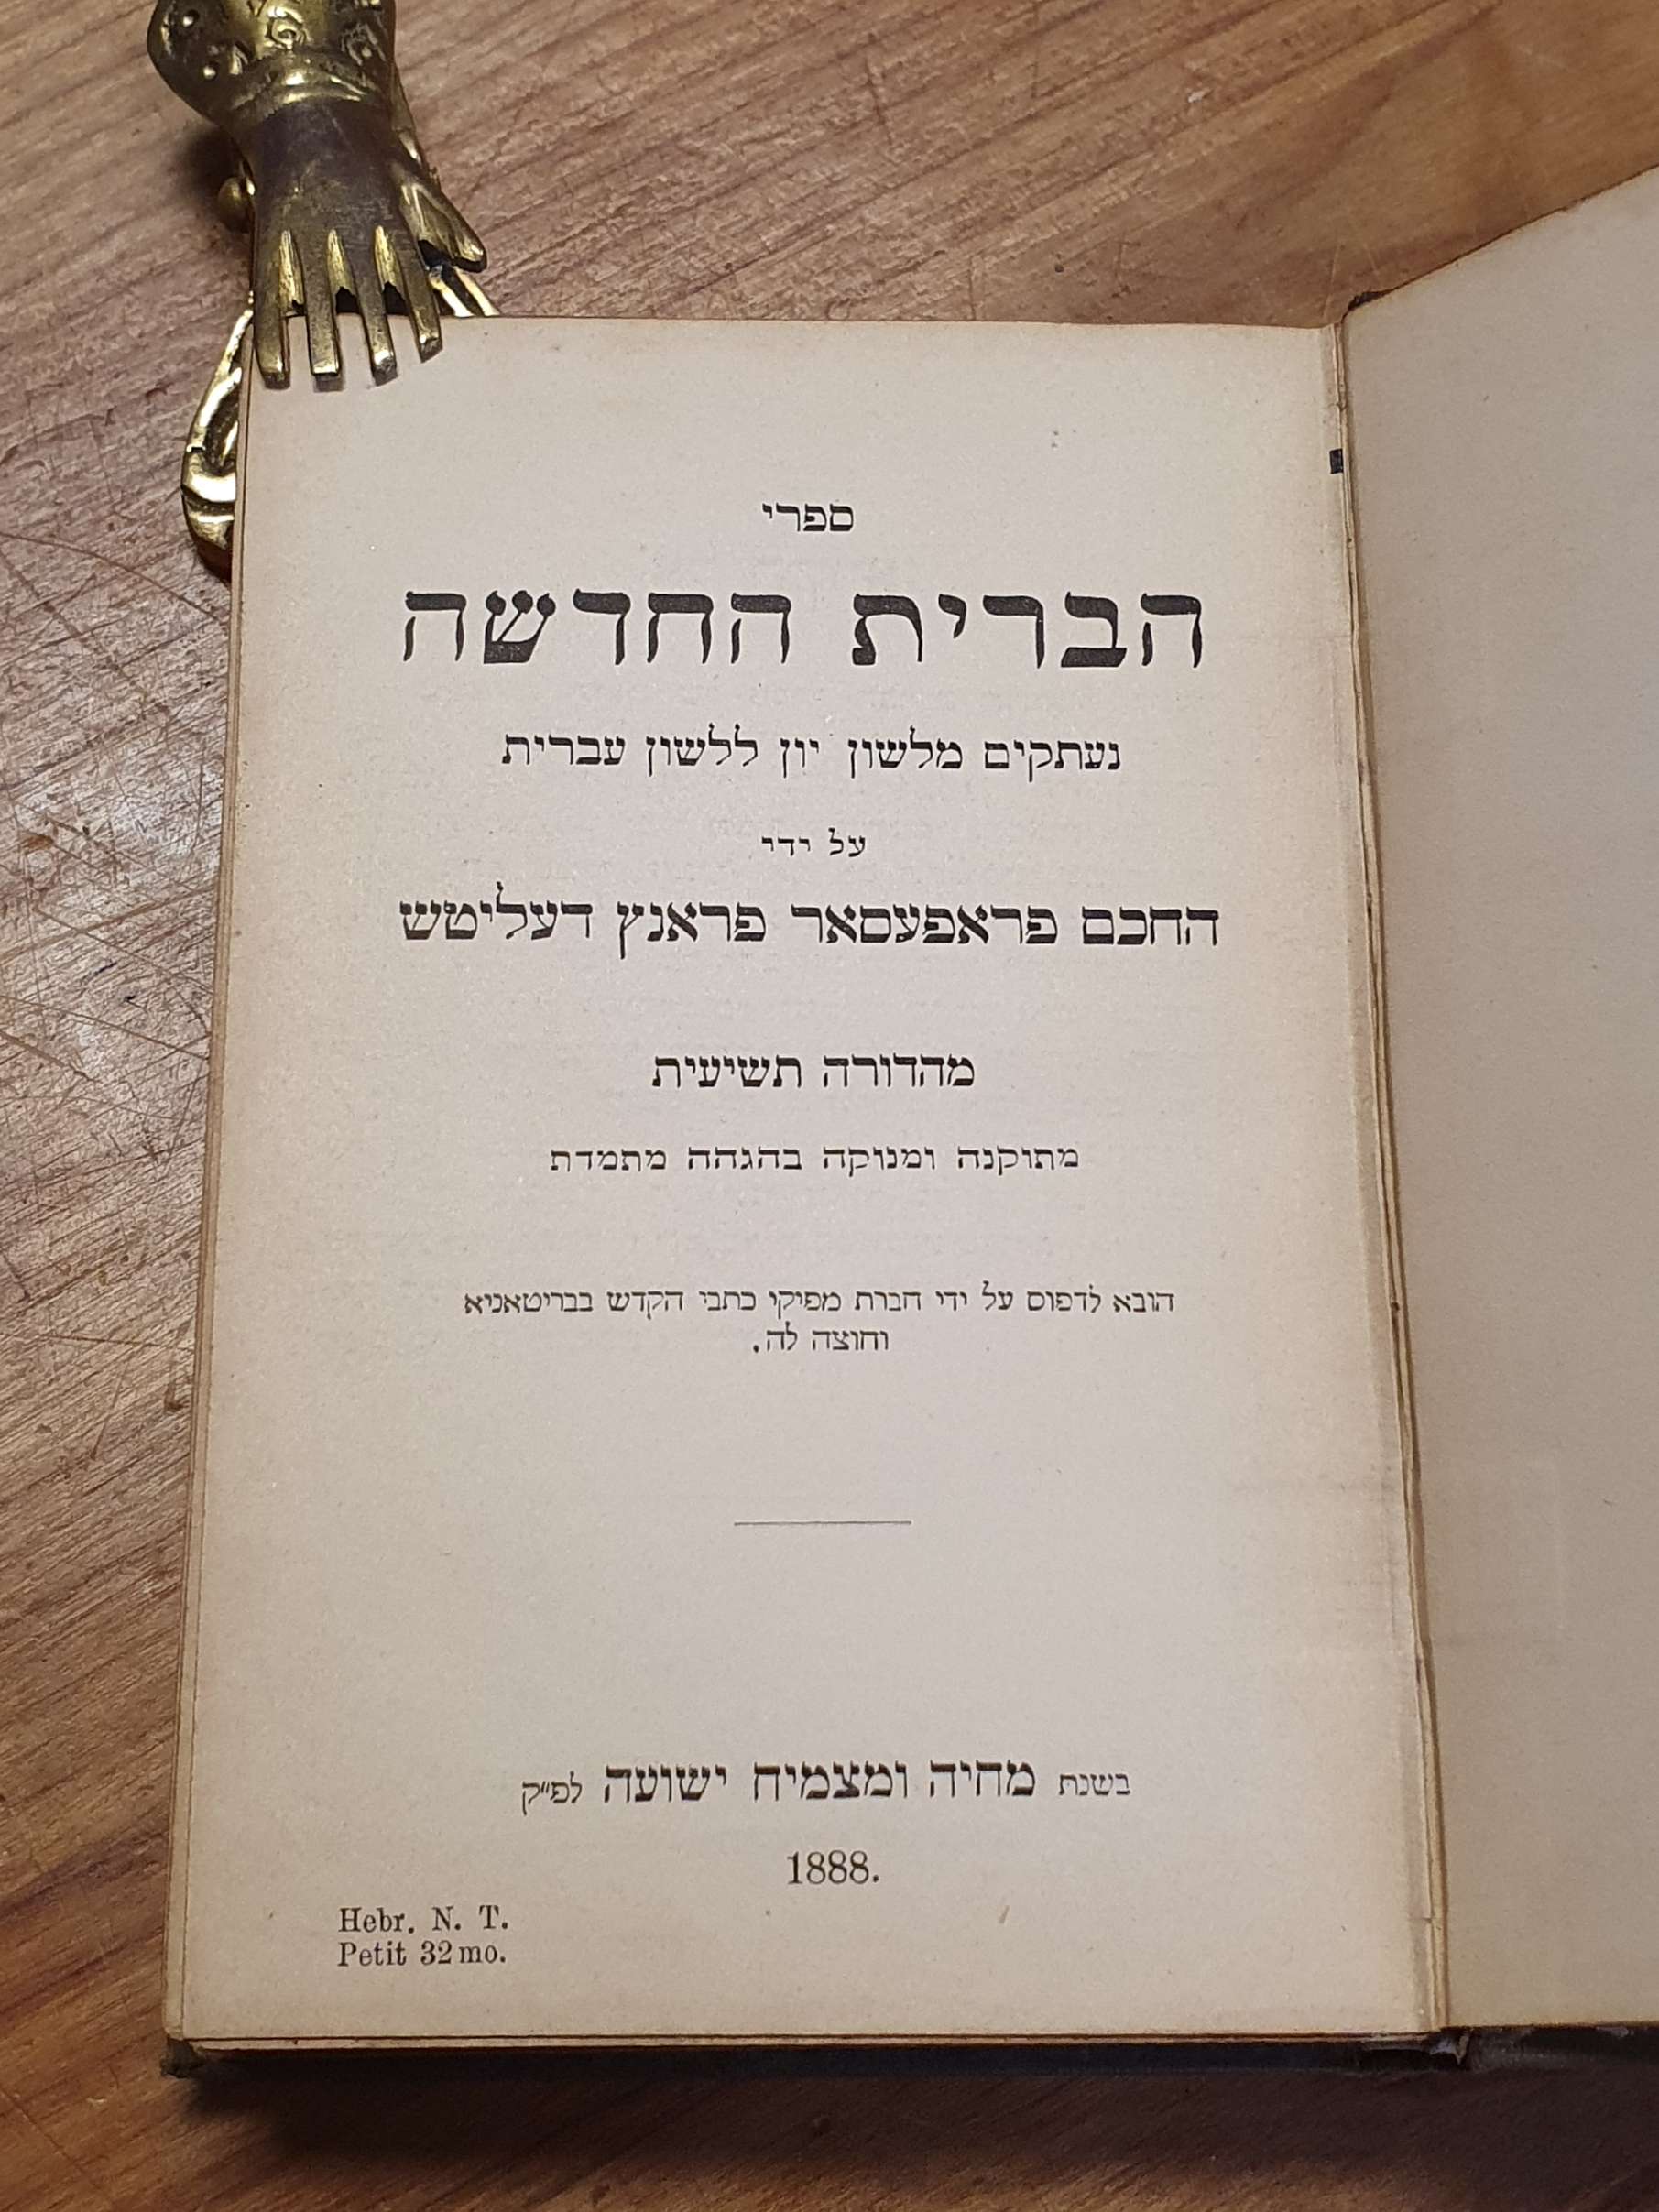 ספרי
הברית החדשה
נעתקים מלשון יון ללשון עברית
על ידי
החכם פראפעסאר פראנץ דעליטש
מהדורה תשיעית
מתוקנה ומנוקה בהגהה מתמדת
הובא לדפוס על ידי חברת מפיקי כתבי הקדש בבריטאניא
וחוצה לה.
בשנת מחיה ומצמיח ישועה לפ״ק
1888.
Hebr. N. T.
Petit 32mo.